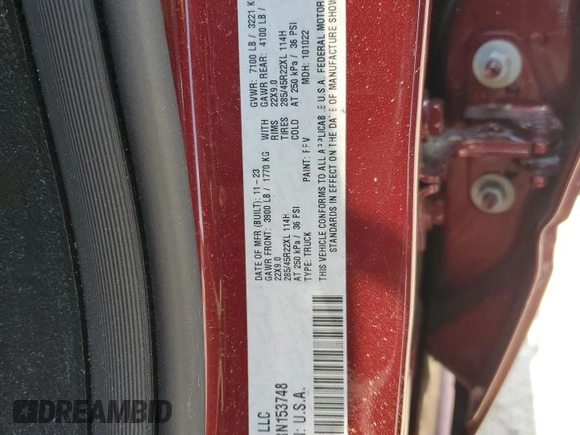 LLC
DATE OF MFR (BUILT): 11-23 GVWR: 7100 LB / 3221 K
GAWR FRONT: 3900 LB / 1770 KG WITH GAWR REAR: 4100 LB /
22X9.0 RIMS 22X9.0
285/45R22XL 114H TIRES 285/45R22XL 114H
AT 250 kPa / 36 PSI COLD AT 250 kPa / 36 PSI
TYPE: TRUCK PAINT: MDH: 101022
THIS VEHICLE CONFORMS TO ALL APPLICABLE U.S.A. FEDERAL MOTOR
STANDARDS IN EFFECT ON THE DATE OF MANUFACTURE SHOW
N153748
: U.S.A.
DREAMBID